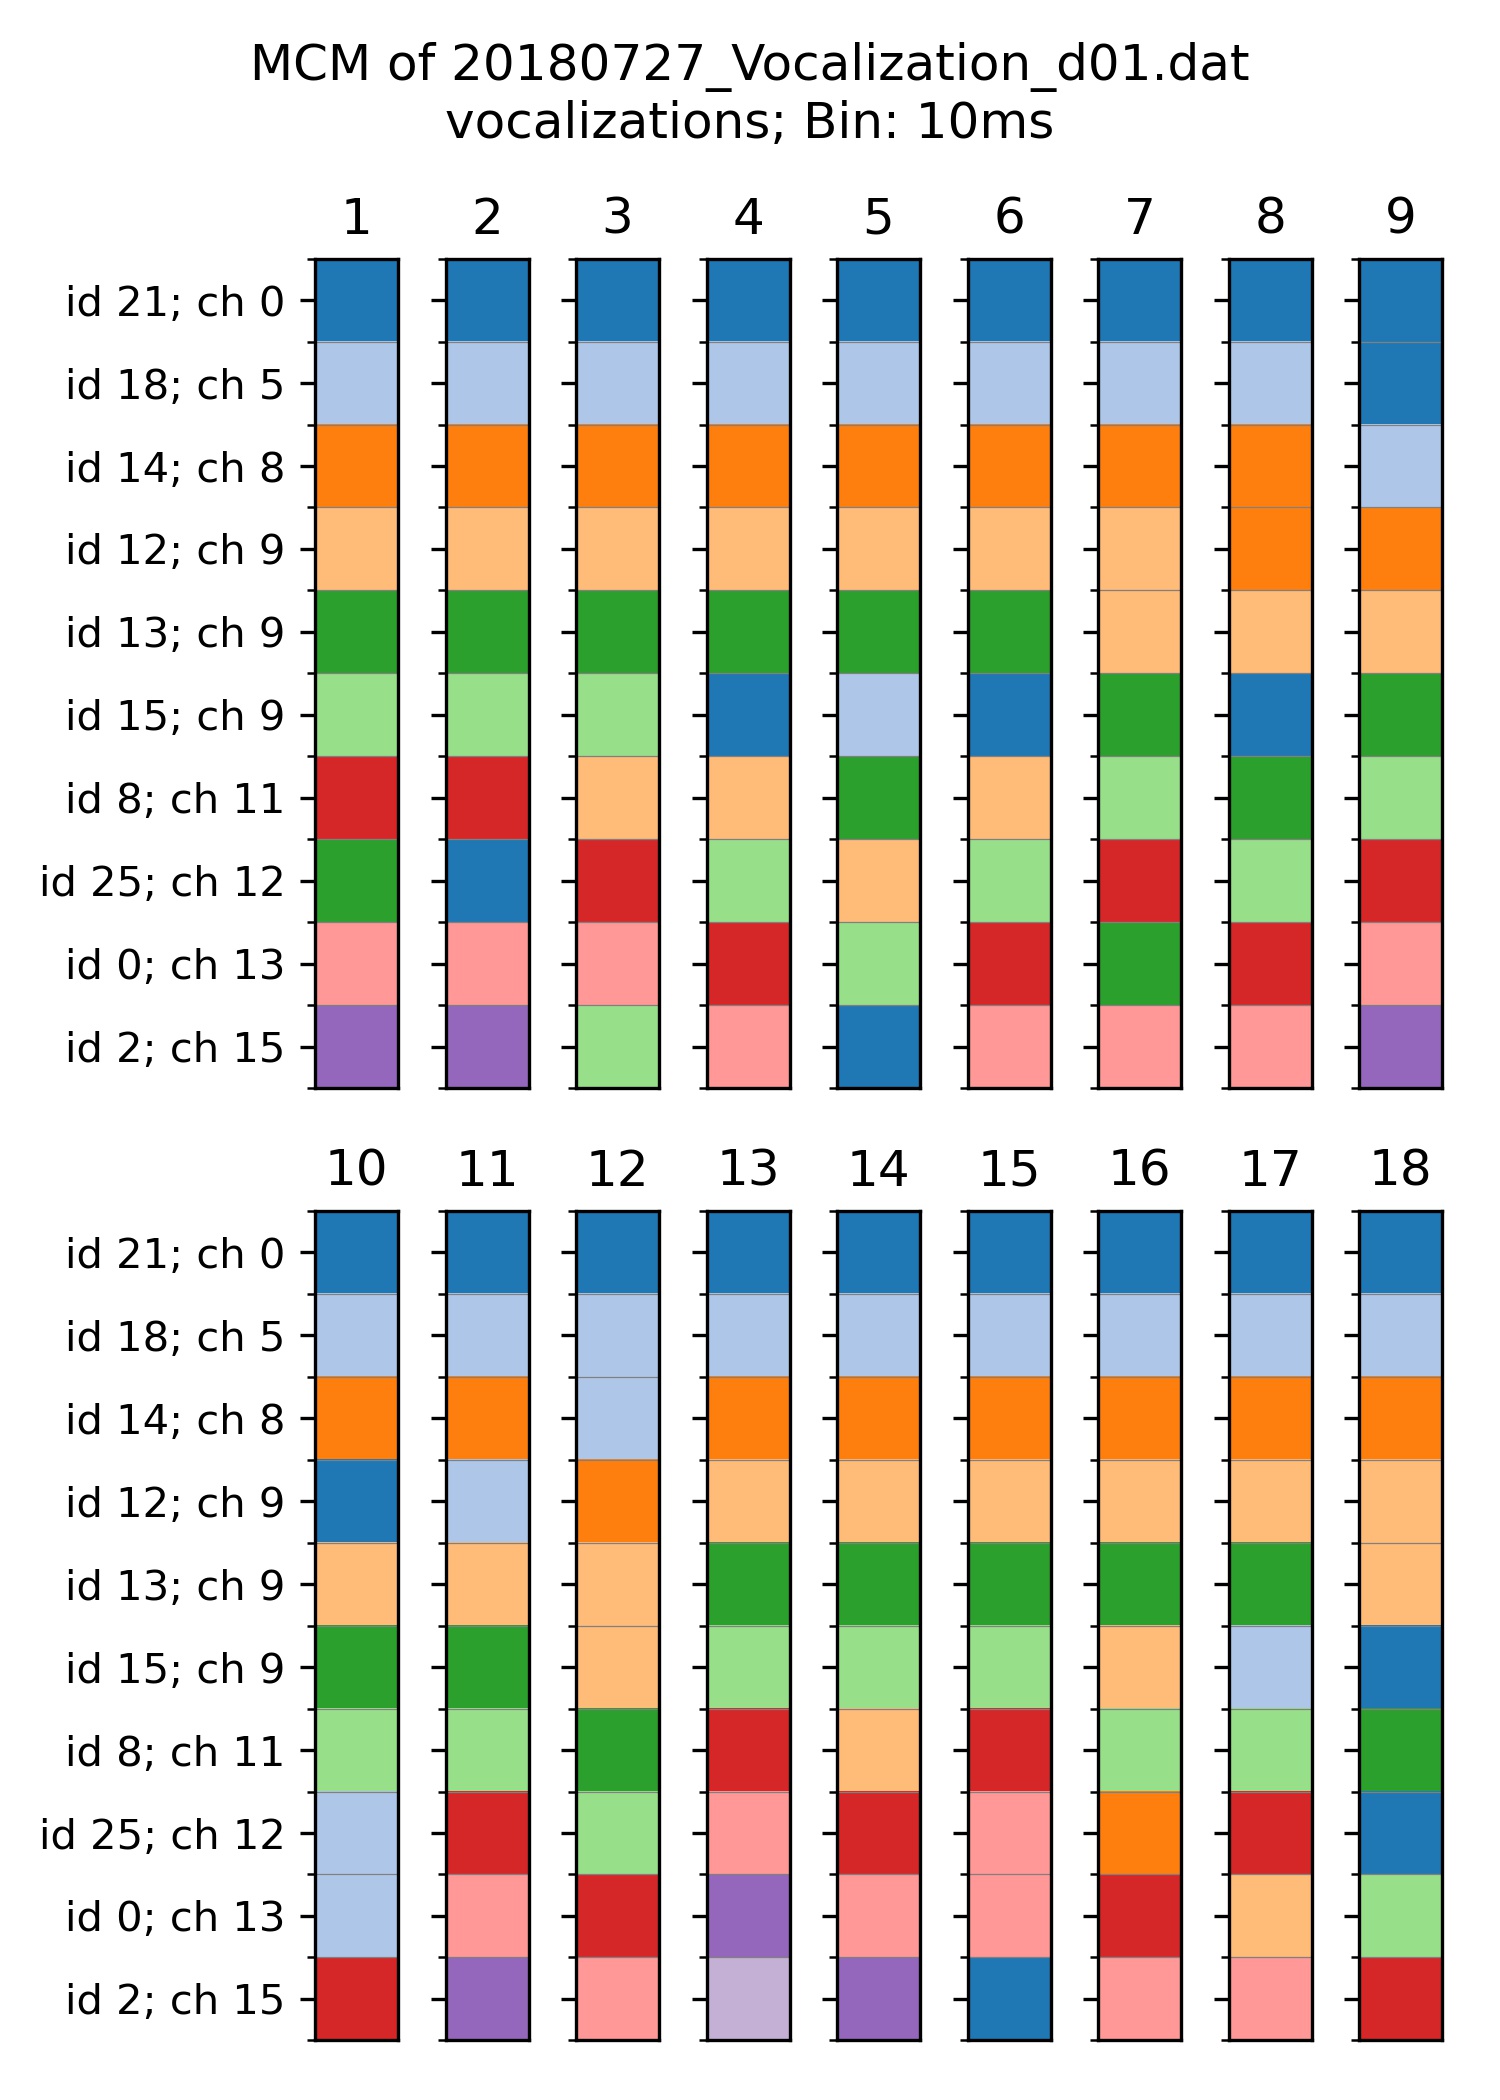 MCM of 20180727_Vocalization_d01.dat
vocalizations; Bin: 10ms
1 2 3 4 5 6 7 8 9
id 21; ch 0
id 18; ch 5
id 14; ch 8
id 12; ch 9
id 13; ch 9
id 15; ch 9
id 8; ch 11
id 25; ch 12
id 0; ch 13
id 2; ch 15
10 11 12 13 14 15 16 17 18
id 21; ch 0
id 18; ch 5
id 14; ch 8
id 12; ch 9
id 13; ch 9
id 15; ch 9
id 8; ch 11
id 25; ch 12
id 0; ch 13
id 2; ch 15